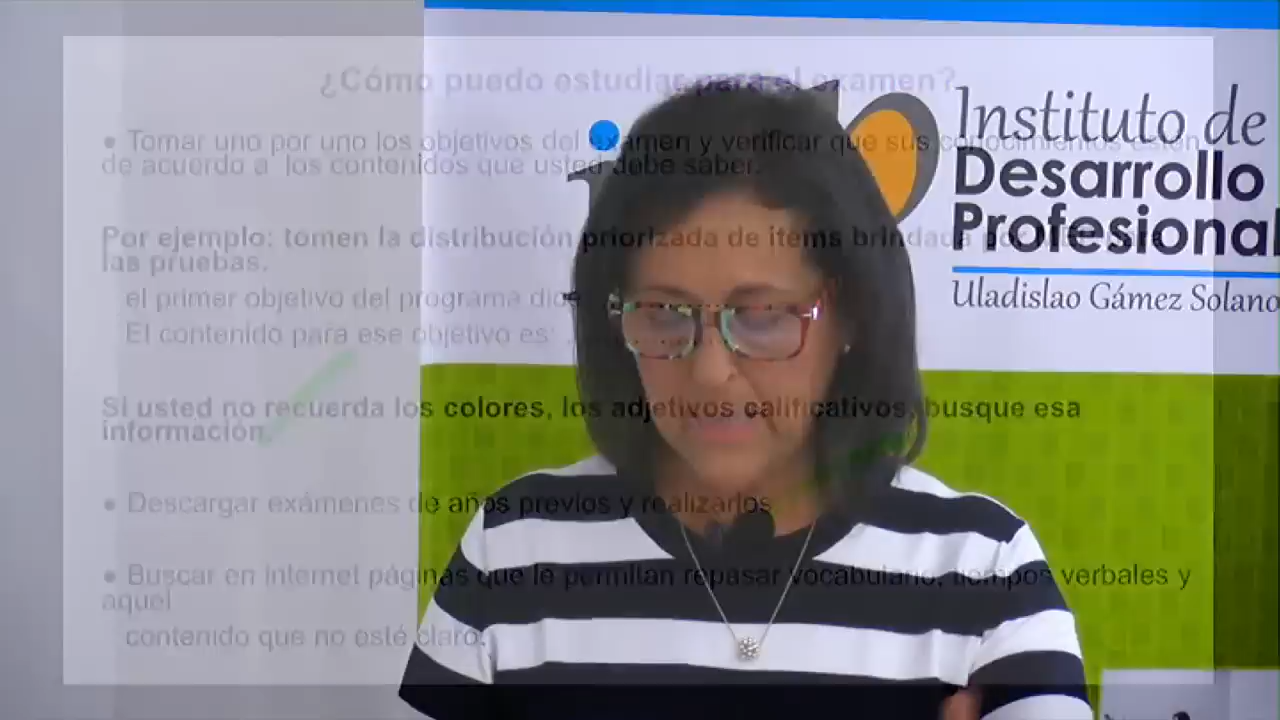 ¿Cómo puedo estudiar para el examen?
• Tomar uno por uno los objetivos del examen y verificar que sus conocimientos estén
de acuerdo a los contenidos que usted debe saber.
Por ejemplo: tomen la distribución priorizada de items brindada por
las pruebas.
el primer objetivo del programa dice
El contenido para ese objetivo es:
Si usted no recuerda los colores, los adjetivos calificativos, busque esa
información.
• Descargar exámenes de años previos y realizarlos
• Buscar en internet páginas que le permitan repasar vocabulario, tiempos verbales y
aquel
contenido que no esté claro.
Instituto de
Desarrollo
Profesional
Uladislao Gámez Solano